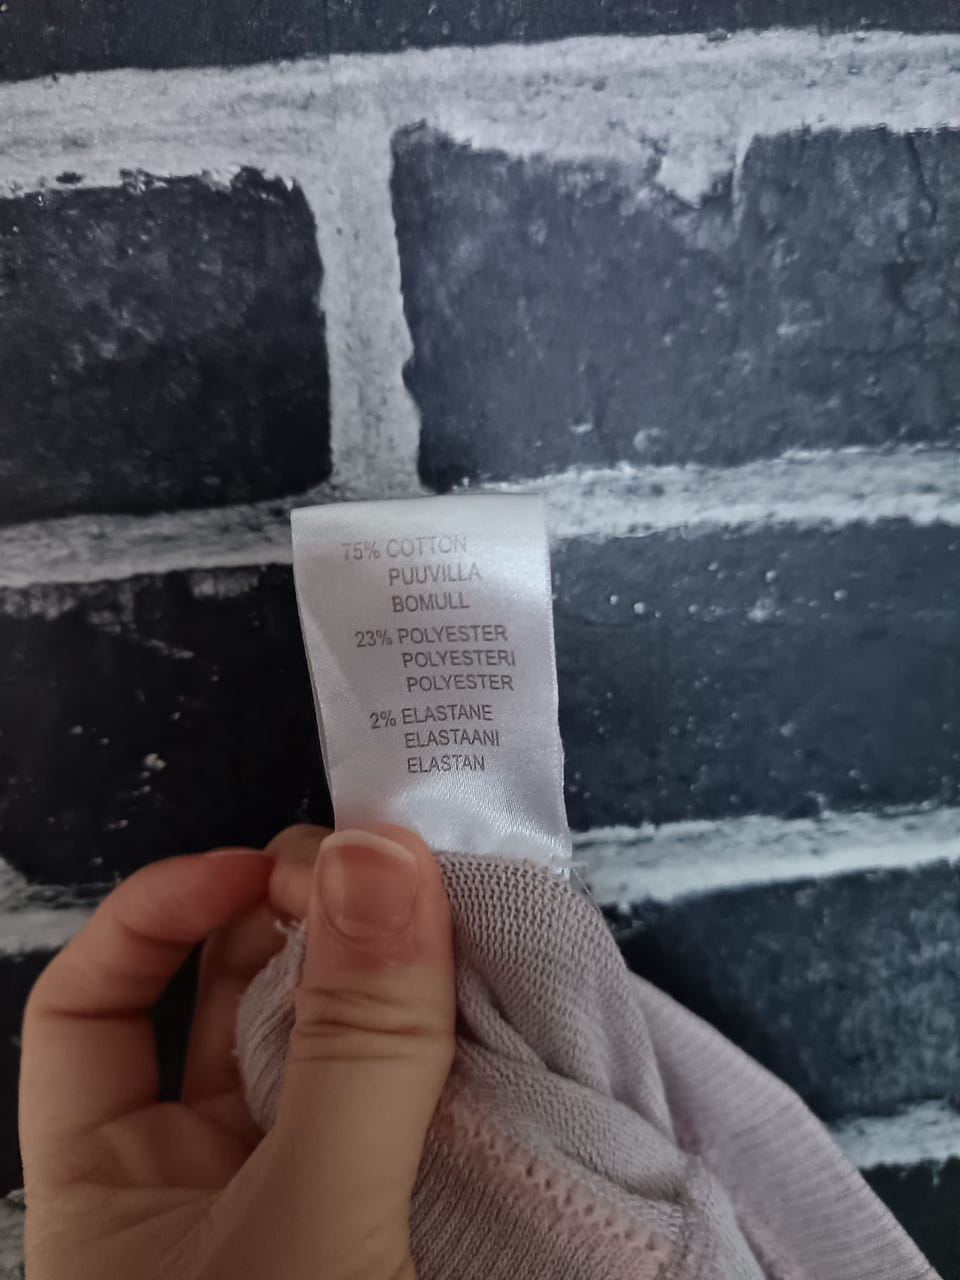 75% COTTON
PUUVILLA
BOMULL
23% POLYESTER
POLYESTERI
POLYESTER
2% ELASTANE
ELASTAANI
ELASTAN